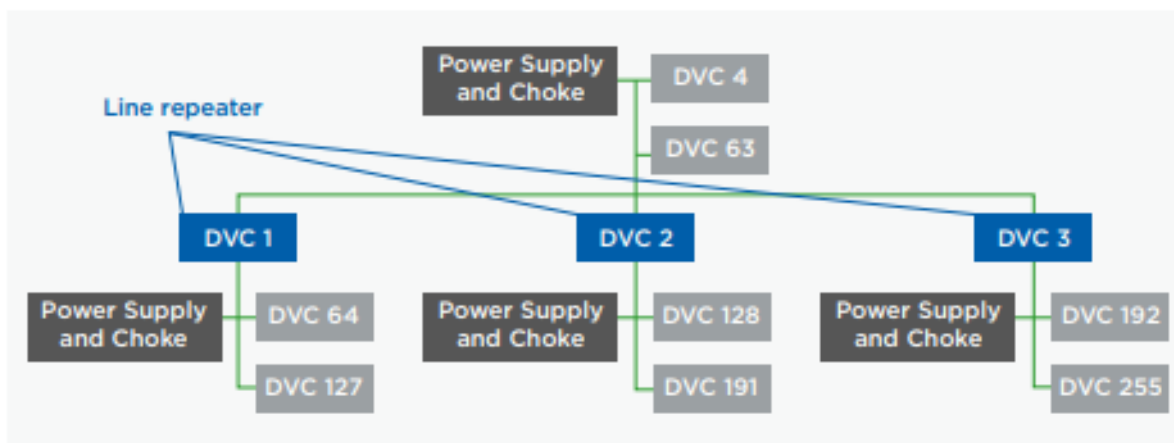 Power Supply
and Choke
DVC 4
Line repeater
DVC 63
DVC 1
DVC 2
DVC 3
Power Supply
and Choke
DVC 64
Power Supply
and Choke
DVC 128
Power Supply
and Choke
DVC 192
DVC 127
DVC 191
DVC 255